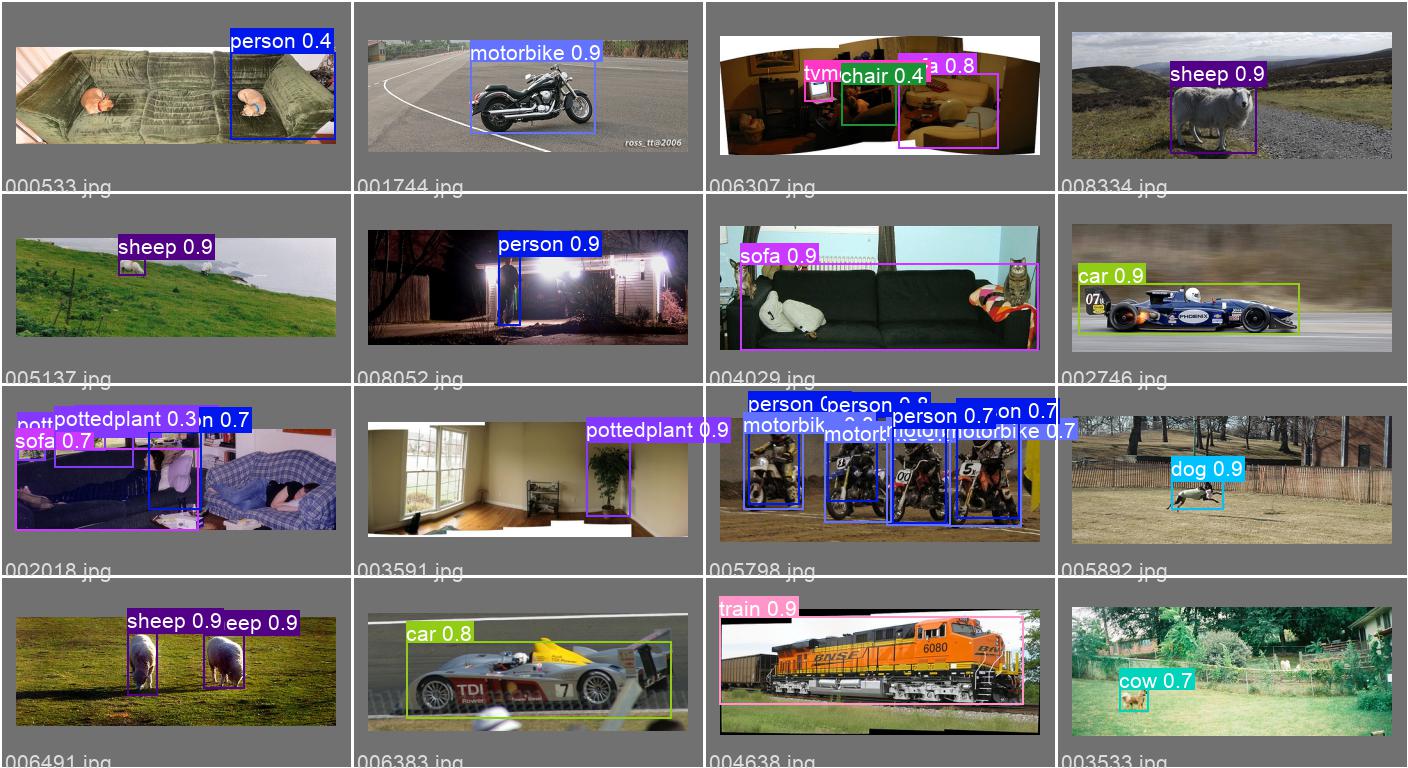 person 0.4
motorbike 0.9
ross_tt@2006
tvm
chair 0.4
fa 0.8
sheep 0.9
000533.jpg
001744.jpg
006307.jpg
008334.jpg
sheep 0.9
person 0.9
sofa 0.9
car 0.9
07
PHOENIX
005137.jpg
008052.jpg
004029.jpg
002746.jpg
pott
pottedplant 0.3
on 0.7
sofa 0.7
pottedplant 0.9
person 0.8
person 0.7
on 0.7
motorbik
motorbike 0.7
dog 0.9
002018.jpg
003591.jpg
005798.jpg
005892.jpg
sheep 0.9
eep 0.9
car 0.8
TDI
7
train 0.9
BNSF
6080
cow 0.7
006491.jpg
006383.jpg
004638.jpg
003533.jpg